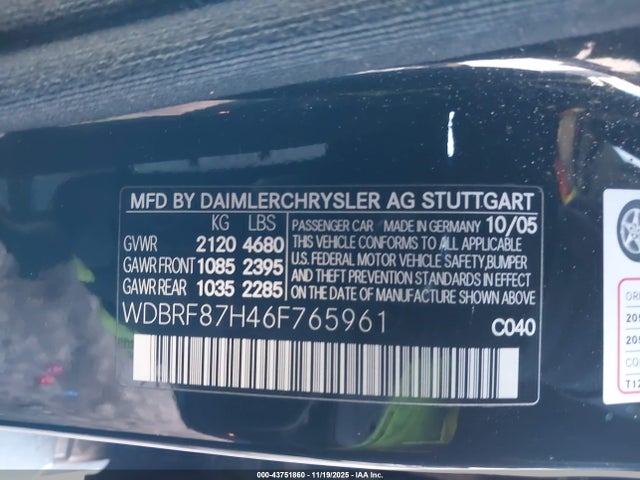 MFD BY DAIMLERCHRYSLER AG STUTTGART
KG LBS
GVWR 2120 4680
GAWR FRONT 1085 2395
GAWR REAR 1035 2285
PASSENGER CAR MADE IN GERMANY 10/05
THIS VEHICLE CONFORMS TO ALL APPLICABLE
U.S. FEDERAL MOTOR VEHICLE SAFETY, BUMPER
AND THEFT PREVENTION STANDARDS IN EFFECT
ON THE DATE OF MANUFACTURE SHOWN ABOVE
WDBRF87H46F765961
C040
000-43751860 - 11/19/2025 - IAA Inc.